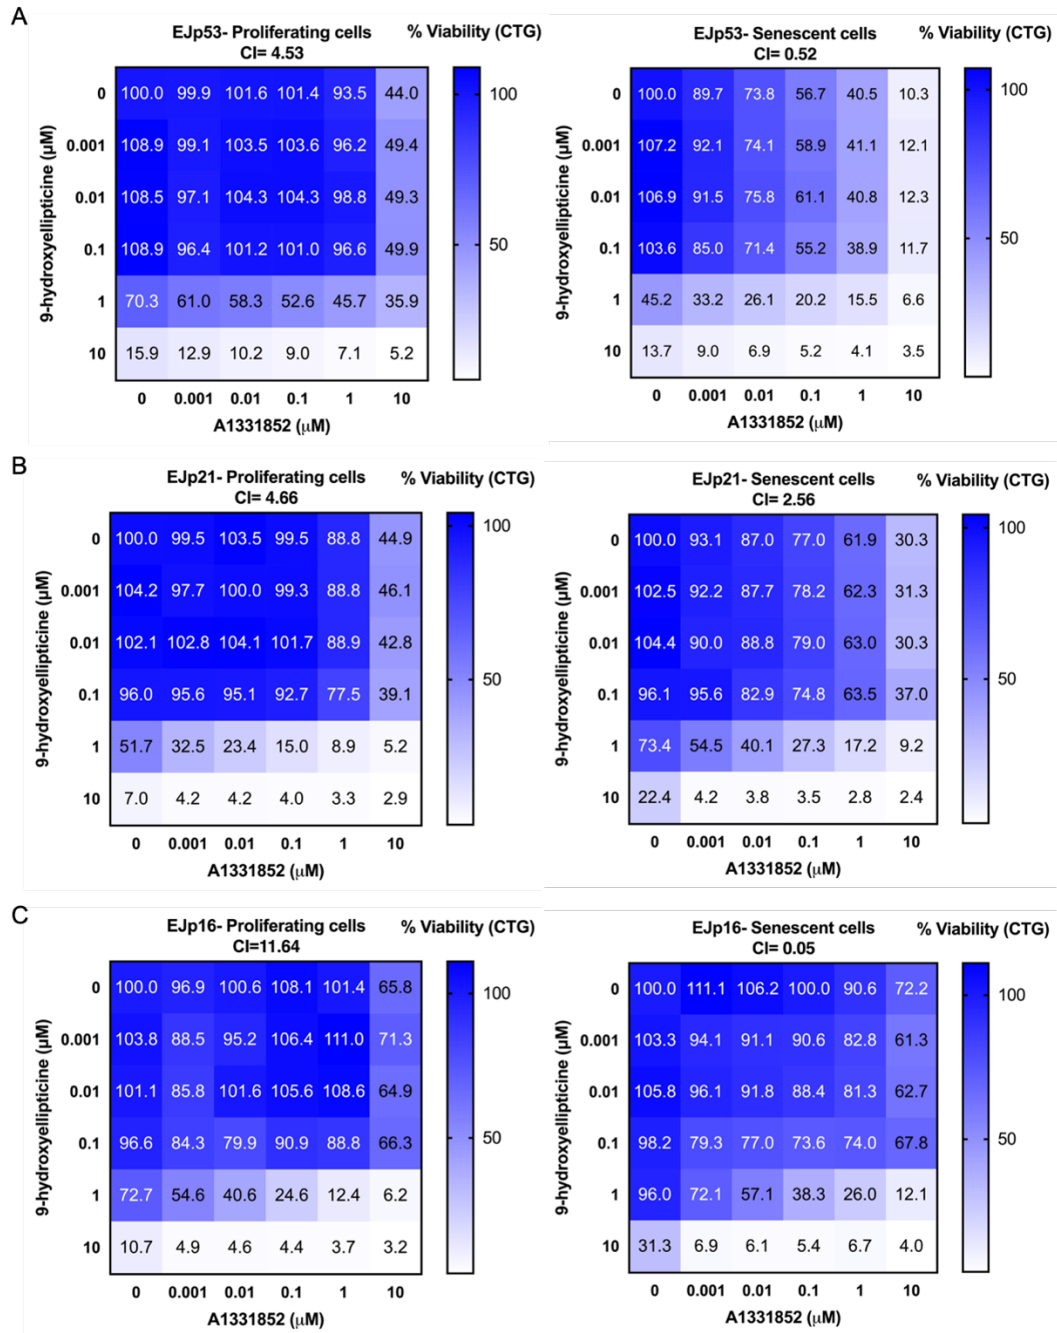 A
EJp53- Proliferating cells
CI= 4.53
% Viability (CTG)
9-hydroxyellipticine (µM)
0 100.0 99.9 101.6 101.4 93.5 44.0
0.001 108.9 99.1 103.5 103.6 96.2 49.4
0.01 108.5 97.1 104.3 104.3 98.8 49.3
0.1 108.9 96.4 101.2 101.0 96.6 49.9
1 70.3 61.0 58.3 52.6 45.7 35.9
10 15.9 12.9 10.2 9.0 7.1 5.2
0 0.001 0.01 0.1 1 10
A1331852 (µM)
100
50
EJp53- Senescent cells
CI= 0.52
% Viability (CTG)
9-hydroxyellipticine (µM)
0 100.0 89.7 73.8 56.7 40.5 10.3
0.001 107.2 92.1 74.1 58.9 41.1 12.1
0.01 106.9 91.5 75.8 61.1 40.8 12.3
0.1 103.6 85.0 71.4 55.2 38.9 11.7
1 45.2 33.2 26.1 20.2 15.5 6.6
10 13.7 9.0 6.9 5.2 4.1 3.5
0 0.001 0.01 0.1 1 10
A1331852 (µM)
100
50
B
EJp21- Proliferating cells
CI= 4.66
% Viability (CTG)
9-hydroxyellipticine (µM)
0 100.0 99.5 103.5 99.5 88.8 44.9
0.001 104.2 97.7 100.0 99.3 88.8 46.1
0.01 102.1 102.8 104.1 101.7 88.9 42.8
0.1 96.0 95.6 95.1 92.7 77.5 39.1
1 51.7 32.5 23.4 15.0 8.9 5.2
10 7.0 4.2 4.2 4.0 3.3 2.9
0 0.001 0.01 0.1 1 10
A1331852 (µM)
100
50
EJp21- Senescent cells
CI= 2.56
% Viability (CTG)
9-hydroxyellipticine (µM)
0 100.0 93.1 87.0 77.0 61.9 30.3
0.001 102.5 92.2 87.7 78.2 62.3 31.3
0.01 104.4 90.0 88.8 79.0 63.0 30.3
0.1 96.1 95.6 82.9 74.8 63.5 37.0
1 73.4 54.5 40.1 27.3 17.2 9.2
10 22.4 4.2 3.8 3.5 2.8 2.4
0 0.001 0.01 0.1 1 10
A1331852 (µM)
100
50
C
EJp16- Proliferating cells
CI=11.64
% Viability (CTG)
9-hydroxyellipticine (µM)
0 100.0 96.9 100.6 108.1 101.4 65.8
0.001 103.8 88.5 95.2 106.4 111.0 71.3
0.01 101.1 85.8 101.6 105.6 108.6 64.9
0.1 96.6 84.3 79.9 90.9 88.8 66.3
1 72.7 54.6 40.6 24.6 12.4 6.2
10 10.7 4.9 4.6 4.4 3.7 3.2
0 0.001 0.01 0.1 1 10
A1331852 (µM)
100
50
EJp16- Senescent cells
CI= 0.05
% Viability (CTG)
9-hydroxyellipticine (µM)
0 100.0 111.1 106.2 100.0 90.6 72.2
0.001 103.3 94.1 91.1 90.6 82.8 61.3
0.01 105.8 96.1 91.8 88.4 81.3 62.7
0.1 98.2 79.3 77.0 73.6 74.0 67.8
1 96.0 72.1 57.1 38.3 26.0 12.1
10 31.3 6.9 6.1 5.4 6.7 4.0
0 0.001 0.01 0.1 1 10
A1331852 (µM)
100
50